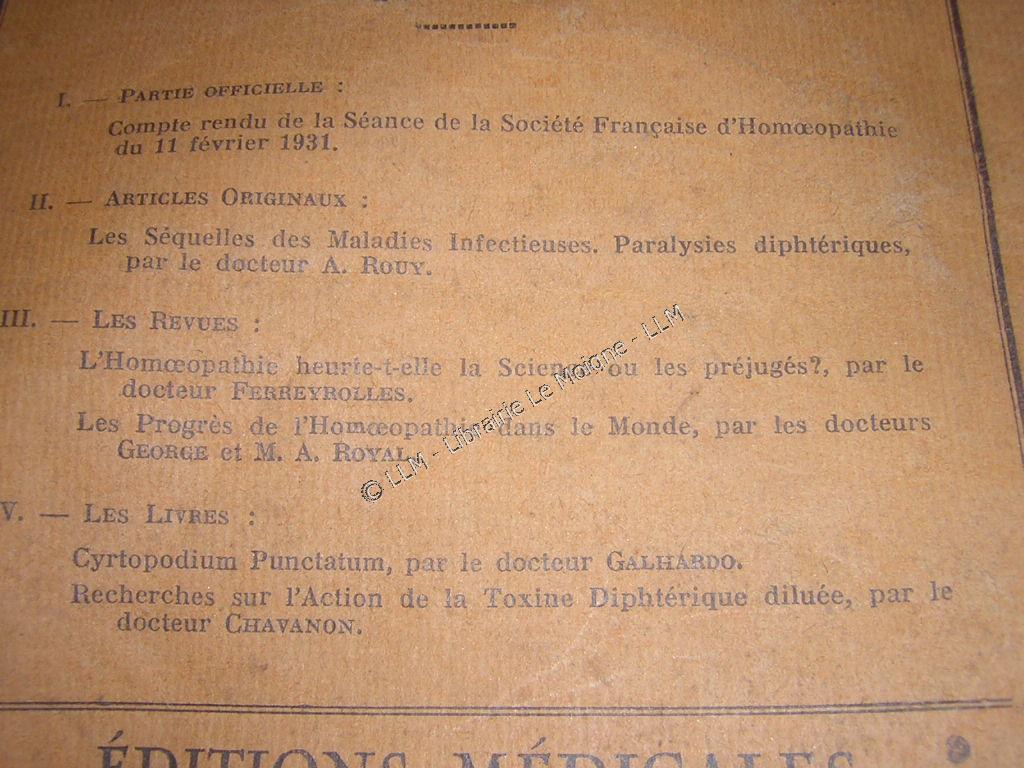 I. — PARTIE OFFICIELLE :
Compte rendu de la Séance de la Société Française d'Homœopathie
du 11 février 1931.
II. — ARTICLES ORIGINAUX :
Les Séquelles des Maladies Infectieuses. Paralysies diphtériques,
par le docteur A. ROUY.
III. — LES REVUES :
L'Homœopathie heurte-t-elle la Science ou les préjugés?, par le
docteur FERREYROLLES.
Les Progrès de l'Homœopathie dans le Monde, par les docteurs
GEORGE et M. A. ROYAL.
© LLM - Librairie Le Moigne - LLM
V. — LES LIVRES :
Cyrtopodium Punctatum, par le docteur GALHARDO.
Recherches sur l'Action de la Toxine Diphtérique diluée, par le
docteur CHAVANON.
ÉDITIONS MÉDICALES